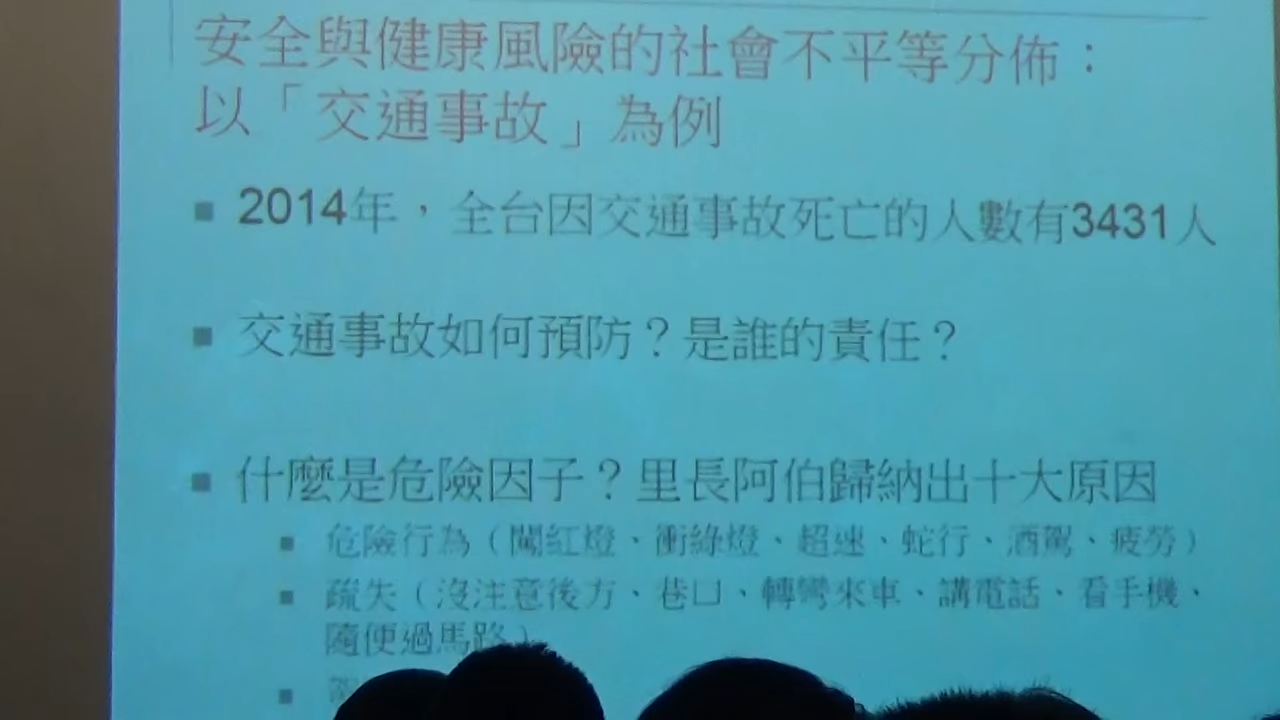 安全與健康風險的社會不平等分佈：
以「交通事故」為例
■ 2014年，全台因交通事故死亡的人數有3431人
■ 交通事故如何預防？是誰的責任？
■ 什麼是危險因子？里長阿伯歸納出十大原因
■ 危險行為（闖紅燈、衝綠燈、超速、蛇行、酒駕、疲勞）
■ 疏失（沒注意後方、巷口、轉彎來車、講電話、看手機、
隨便過馬路）